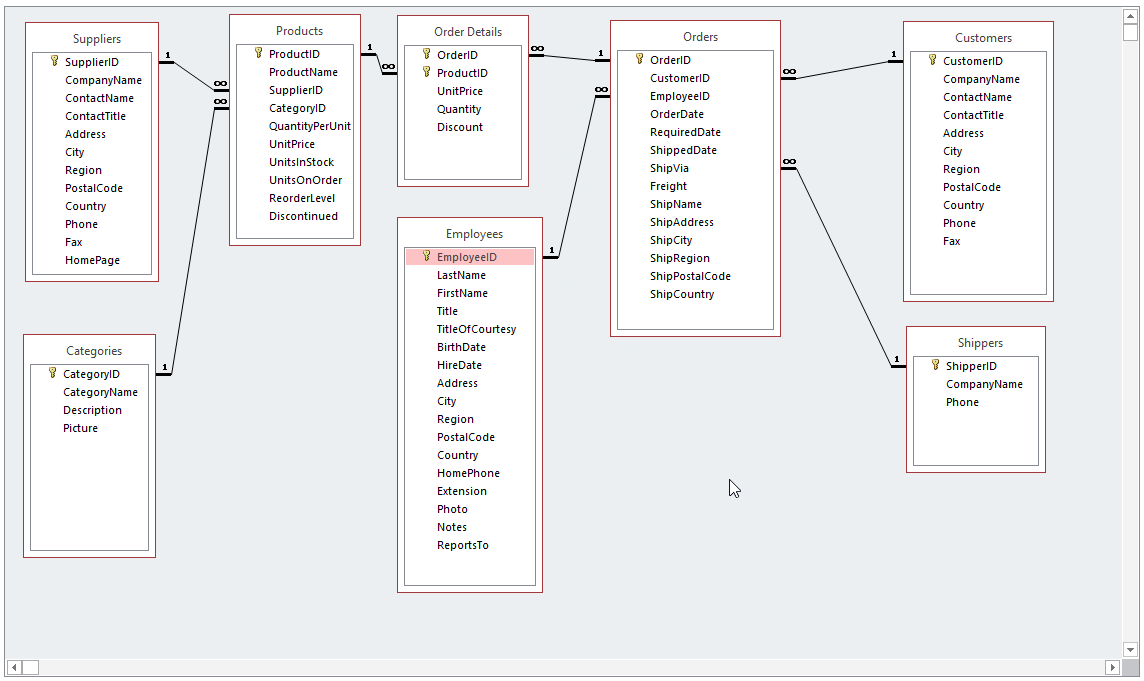 Suppliers
SupplierID
CompanyName
ContactName
ContactTitle
Address
City
Region
PostalCode
Country
Phone
Fax
HomePage
1
∞
Categories
CategoryID
CategoryName
Description
Picture
1
∞
Products
ProductID
ProductName
SupplierID
CategoryID
QuantityPerUnit
UnitPrice
UnitsInStock
UnitsOnOrder
ReorderLevel
Discontinued
1
∞
Order Details
OrderID
ProductID
UnitPrice
Quantity
Discount
∞
1
Employees
EmployeeID
LastName
FirstName
Title
TitleOfCourtesy
BirthDate
HireDate
Address
City
Region
PostalCode
Country
HomePhone
Extension
Photo
Notes
ReportsTo
1
∞
Orders
OrderID
CustomerID
EmployeeID
OrderDate
RequiredDate
ShippedDate
ShipVia
Freight
ShipName
ShipAddress
ShipCity
ShipRegion
ShipPostalCode
ShipCountry
∞
1
Customers
CustomerID
CompanyName
ContactName
ContactTitle
Address
City
Region
PostalCode
Country
Phone
Fax
∞
1
Shippers
ShipperID
CompanyName
Phone